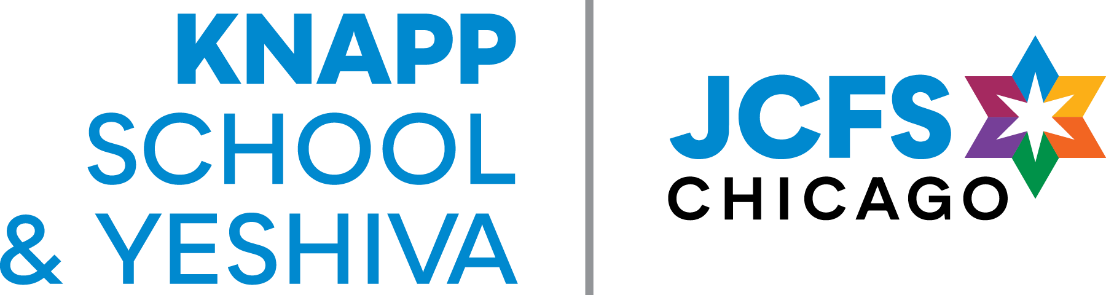 KNAPP
SCHOOL
& YESHIVA
JCFS
CHICAGO